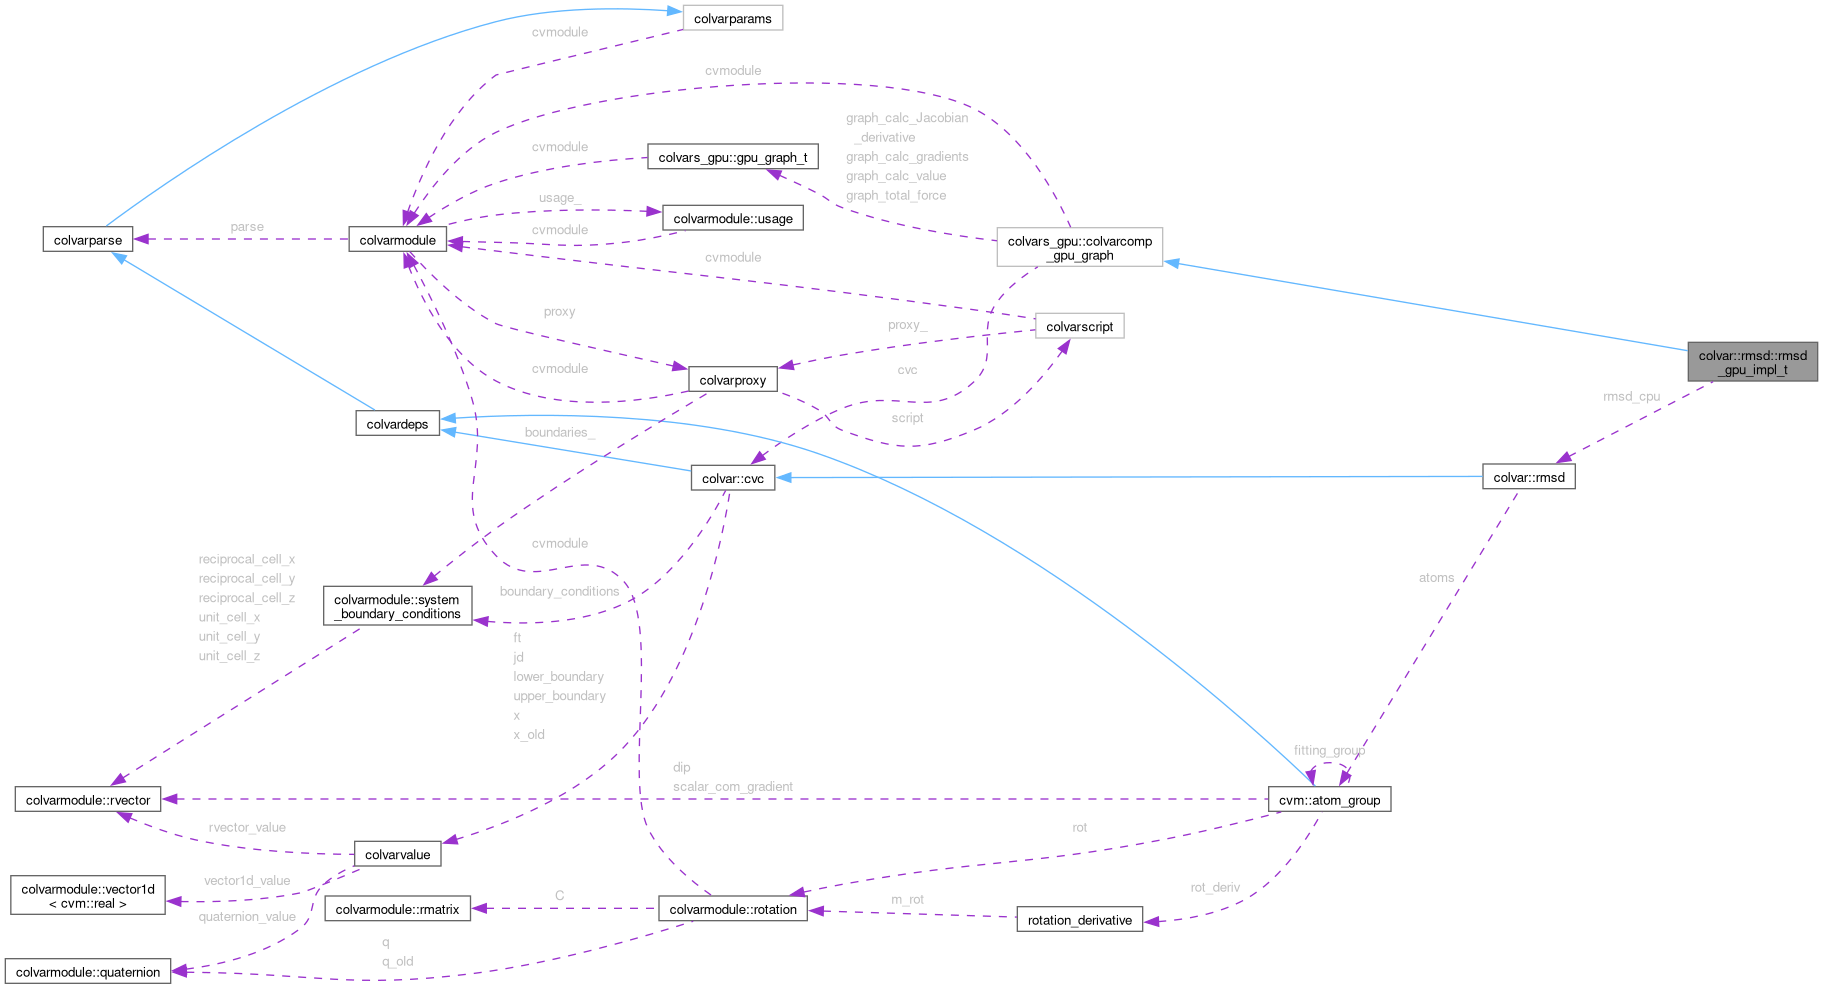 colvarparams
cvmodule
cvmodule
graph_calc_Jacobian
_derivative
graph_calc_gradients
graph_calc_value
graph_total_force
cvmodule
colvars_gpu::gpu_graph_t
usage_
colvarmodule::usage
cvmodule
parse
colvarparse
colvarmodule
colvars_gpu::colvarcomp
_gpu_graph
cvmodule
proxy
proxy_
colvarscript
colvar::rmsd::rmsd
_gpu_impl_t
cvmodule
colvarproxy
cvc
rmsd_cpu
script
colvardeps
boundaries_
colvar::cvc
colvar::rmsd
cvmodule
reciprocal_cell_x
reciprocal_cell_y
reciprocal_cell_z
unit_cell_x
unit_cell_y
unit_cell_z
colvarmodule::system
_boundary_conditions
boundary_conditions
atoms
ft
jd
lower_boundary
upper_boundary
x
x_old
fitting_group
dip
scalar_com_gradient
colvarmodule::rvector
cvm::atom_group
rvector_value
rot
colvarvalue
vector1d_value
colvarmodule::vector1d
< cvm::real >
rot_deriv
C
m_rot
quaternion_value
colvarmodule::rmatrix
colvarmodule::rotation
rotation_derivative
q
q_old
colvarmodule::quaternion